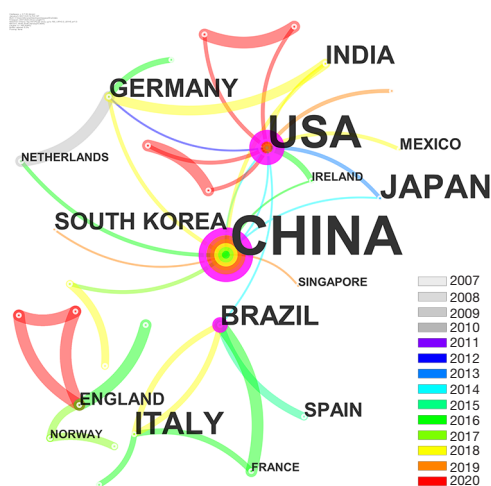 INDIA
GERMANY
USA
MEXICO
NETHERLANDS
IRELAND
JAPAN
SOUTH KOREA
CHINA
SINGAPORE
BRAZIL
ENGLAND
ITALY
SPAIN
NORWAY
FRANCE
2007
2008
2009
2010
2011
2012
2013
2014
2015
2016
2017
2018
2019
2020